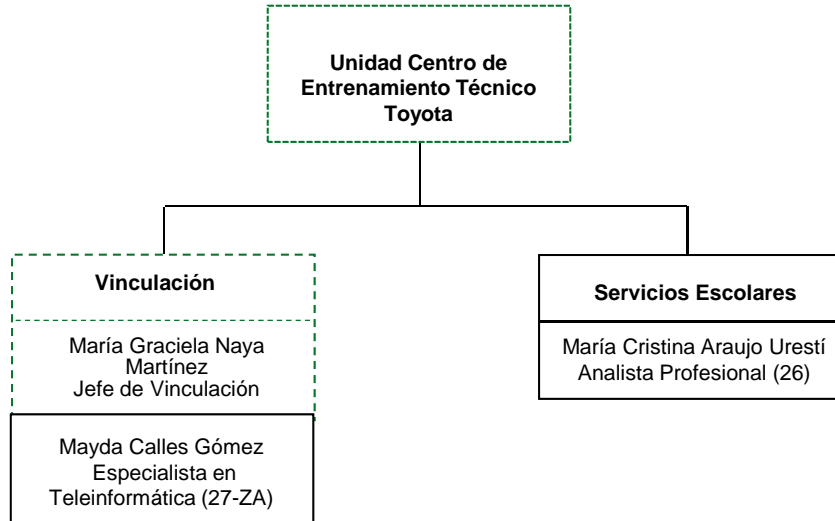 Unidad Centro de
Entrenamiento Técnico
Toyota
Vinculación
María Graciela Naya
Martínez
Jefe de Vinculación
Mayda Calles Gómez
Especialista en
Teleinformática (27-ZA)
Servicios Escolares
María Cristina Araujo Urestí
Analista Profesional (26)